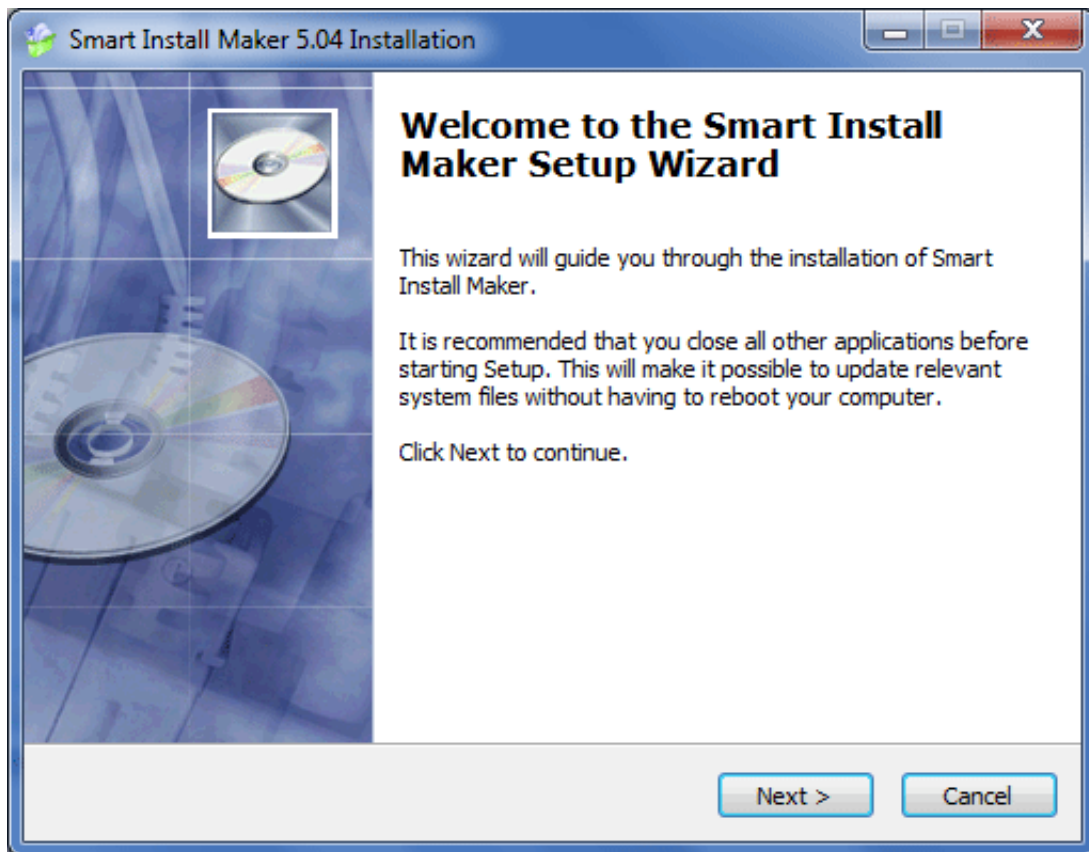 Smart Install Maker 5.04 Installation
Welcome to the Smart Install
Maker Setup Wizard
This wizard will guide you through the installation of Smart
Install Maker.
It is recommended that you close all other applications before
starting Setup. This will make it possible to update relevant
system files without having to reboot your computer.
Click Next to continue.
Next >
Cancel